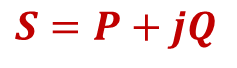 S = P + jQ